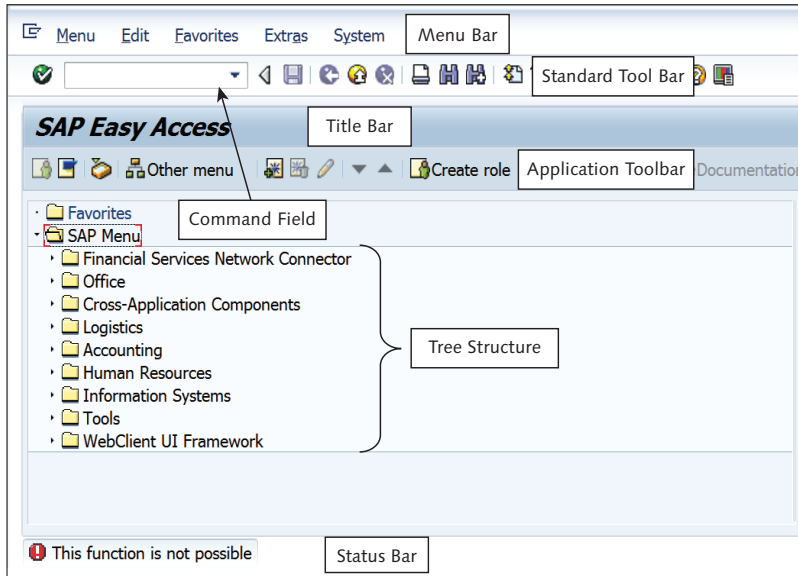 Menu Edit Favorites Extras System Menu Bar
Standard Tool Bar
SAP Easy Access Title Bar
Other menu Create role Application Toolbar Documentation
Favorites
Command Field
SAP Menu
Financial Services Network Connector
Office
Cross-Application Components
Logistics
Accounting
Tree Structure
Human Resources
Information Systems
Tools
WebClient UI Framework
This function is not possible Status Bar